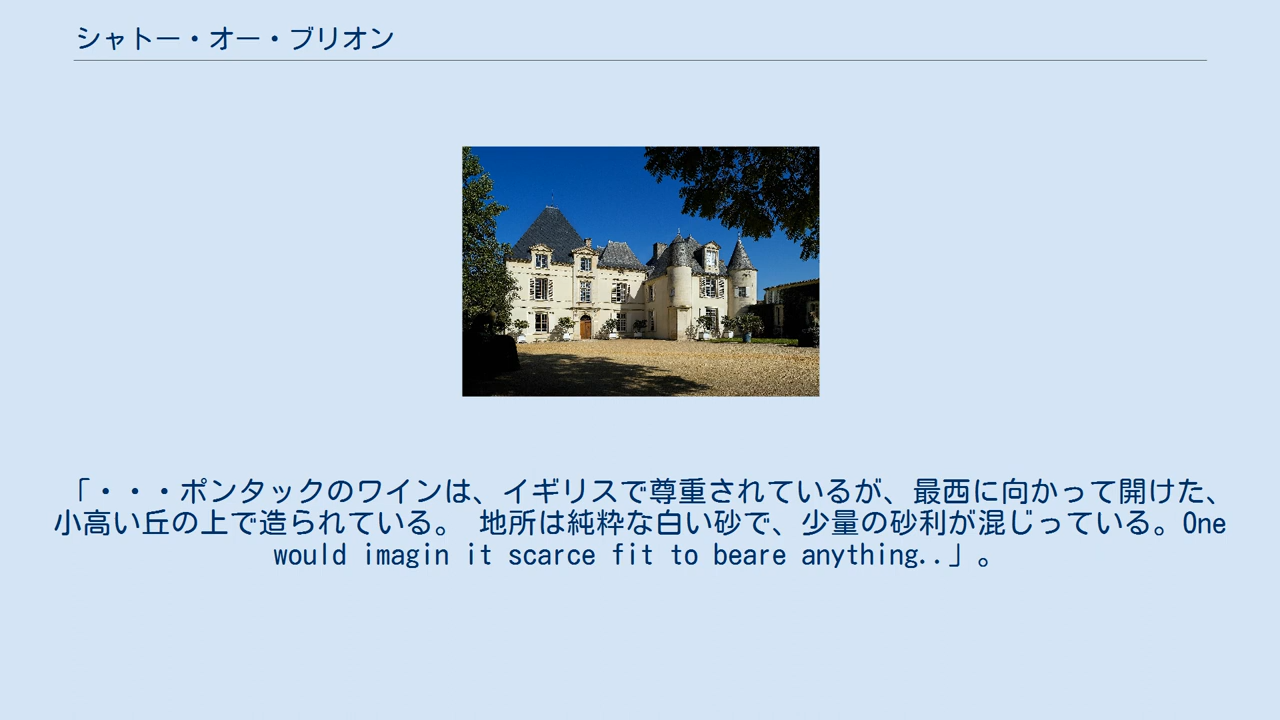 シャトー・オー・ブリオン
「・・・ポンタックのワインは、イギリスで尊重されているが、最西に向かって開けた、
小高い丘の上で造られている。 地所は純粋な白い砂で、少量の砂利が混じっている。One
would imagin it scarce fit to beare anything..」。